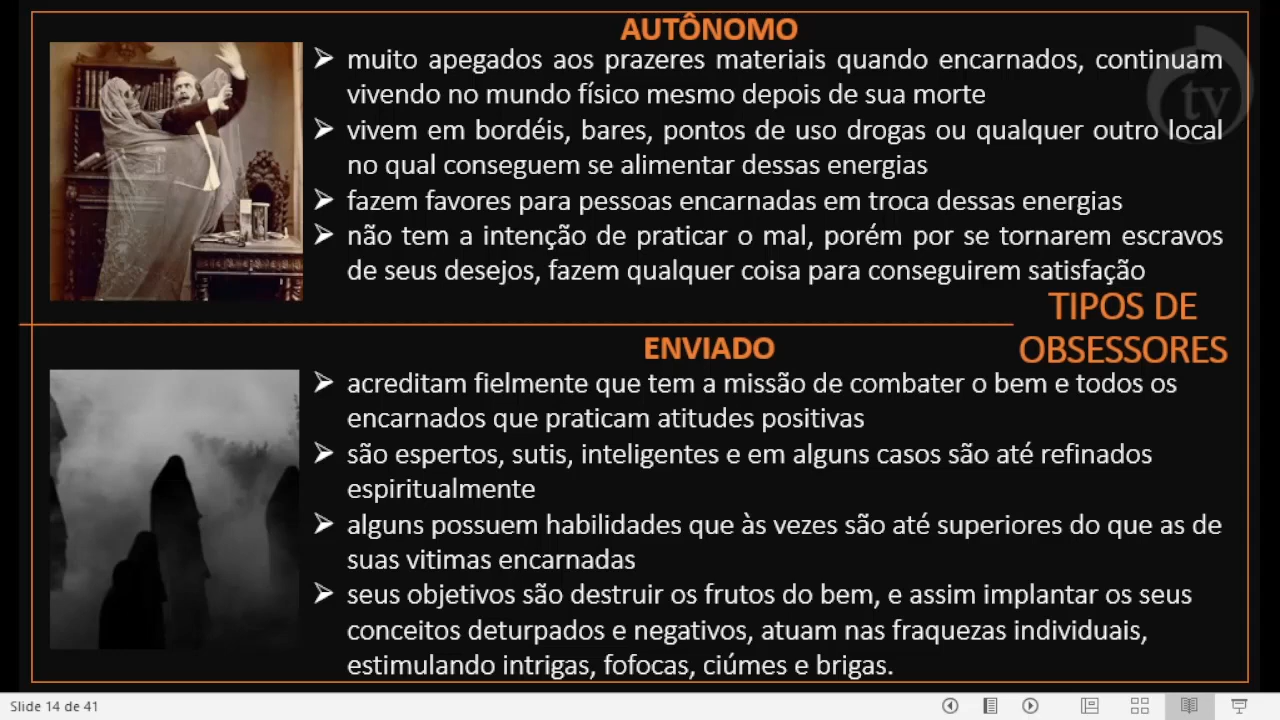 AUTÔNOMO
tv
➢ muito apegados aos prazeres materiais quando encarnados, continuam
vivendo no mundo físico mesmo depois de sua morte
➢ vivem em bordéis, bares, pontos de uso drogas ou qualquer outro local
no qual conseguem se alimentar dessas energias
➢ fazem favores para pessoas encarnadas em troca dessas energias
➢ não tem a intenção de praticar o mal, porém por se tornarem escravos
de seus desejos, fazem qualquer coisa para conseguirem satisfação
TIPOS DE
OBSESSORES
ENVIADO
➢ acreditam fielmente que tem a missão de combater o bem e todos os
encarnados que praticam atitudes positivas
➢ são espertos, sutis, inteligentes e em alguns casos são até refinados
espiritualmente
➢ alguns possuem habilidades que às vezes são até superiores do que as de
suas vitimas encarnadas
➢ seus objetivos são destruir os frutos do bem, e assim implantar os seus
conceitos deturpados e negativos, atuam nas fraquezas individuais,
estimulando intrigas, fofocas, ciúmes e brigas.
Slide 14 de 41